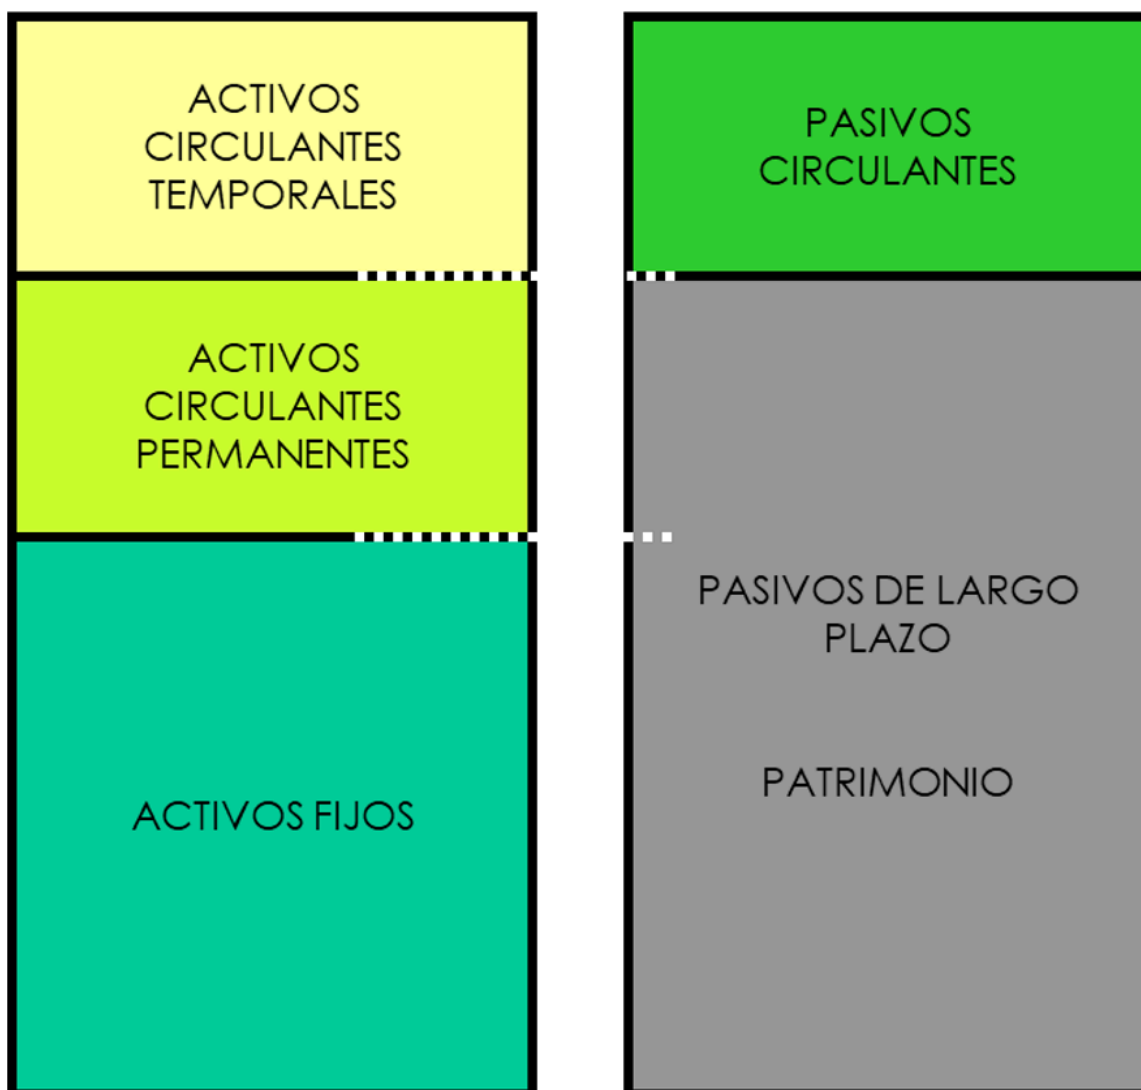 ACTIVOS
CIRCULANTES
TEMPORALES
PASIVOS
CIRCULANTES
ACTIVOS
CIRCULANTES
PERMANENTES
PASIVOS DE LARGO
PLAZO
PATRIMONIO
ACTIVOS FIJOS